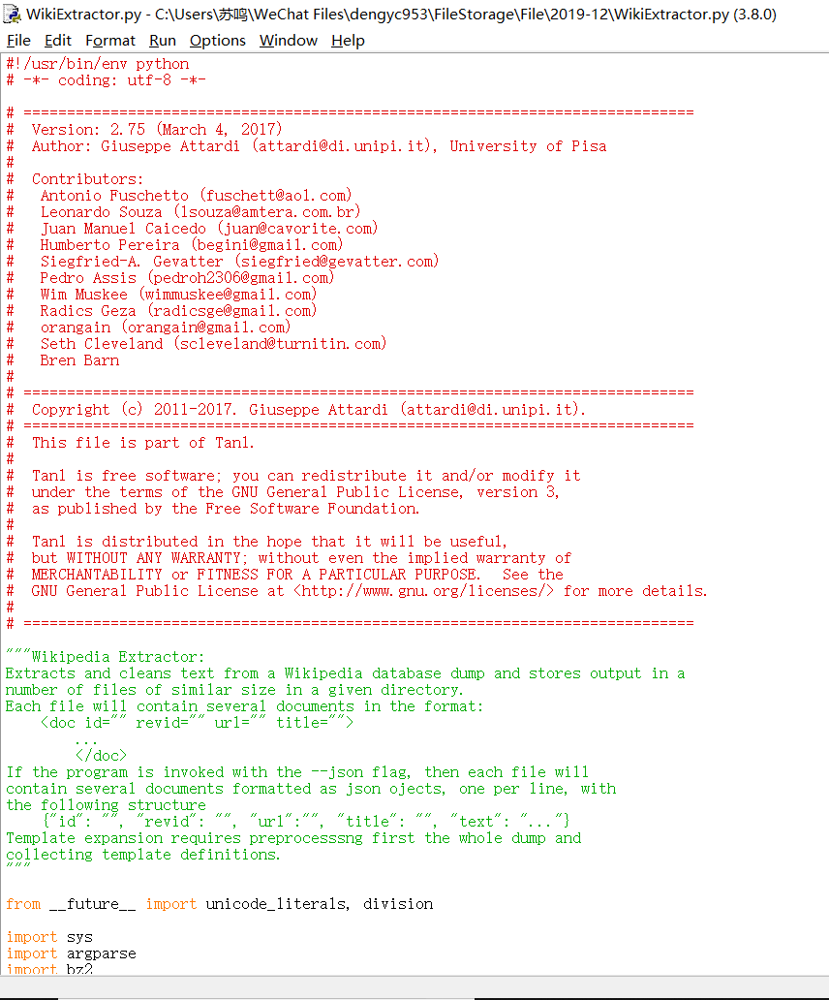 WikiExtractor.py - C:\Users\苏鸣\WeChat Files\dengyc953\FileStorage\File\2019-12\WikiExtractor.py (3.8.0)
File Edit Format Run Options Window Help
#!/usr/bin/env python
# -*- coding: utf-8 -*-
# =============================================================================
#  Version: 2.75 (March 4, 2017)
#  Author: Giuseppe Attardi (attardi@di.unipi.it), University of Pisa
#
#  Contributors:
#   Antonio Fuschetto (fuschett@aol.com)
#   Leonardo Souza (lsouza@amtera.com.br)
#   Juan Manuel Caicedo (juan@cavorite.com)
#   Humberto Pereira (begini@gmail.com)
#   Siegfried-A. Gevatter (siegfried@gevatter.com)
#   Pedro Assis (pedroh2306@gmail.com)
#   Wim Muskee (wimmuskee@gmail.com)
#   Radics Geza (radicsge@gmail.com)
#   orangain (orangain@gmail.com)
#   Seth Cleveland (scleveland@turnitin.com)
#   Bren Barn
#
# =============================================================================
#  Copyright (c) 2011-2017. Giuseppe Attardi (attardi@di.unipi.it).
# =============================================================================
#  This file is part of Tanl.
#
#  Tanl is free software; you can redistribute it and/or modify it
#  under the terms of the GNU General Public License, version 3,
#  as published by the Free Software Foundation.
#
#  Tanl is distributed in the hope that it will be useful,
#  but WITHOUT ANY WARRANTY; without even the implied warranty of
#  MERCHANTABILITY or FITNESS FOR A PARTICULAR PURPOSE.  See the
#  GNU General Public License at <http://www.gnu.org/licenses/> for more details.
#
# =============================================================================
"""Wikipedia Extractor:
Extracts and cleans text from a Wikipedia database dump and stores output in a
number of files of similar size in a given directory.
Each file will contain several documents in the format:
    <doc id="" revid="" url="" title="">
        ...
        </doc>
If the program is invoked with the --json flag, then each file will
contain several documents formatted as json ojects, one per line, with
the following structure
    {"id": "", "revid": "", "url":"", "title": "", "text": "..."}
Template expansion requires preprocesssng first the whole dump and
collecting template definitions.
"""
from __future__ import unicode_literals, division
import sys
import argparse
import bz2